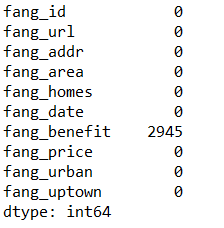 fang_id 0
fang_url 0
fang_addr 0
fang_area 0
fang_homes 0
fang_date 0
fang_benefit 2945
fang_price 0
fang_urban 0
fang_uptown 0
dtype: int64